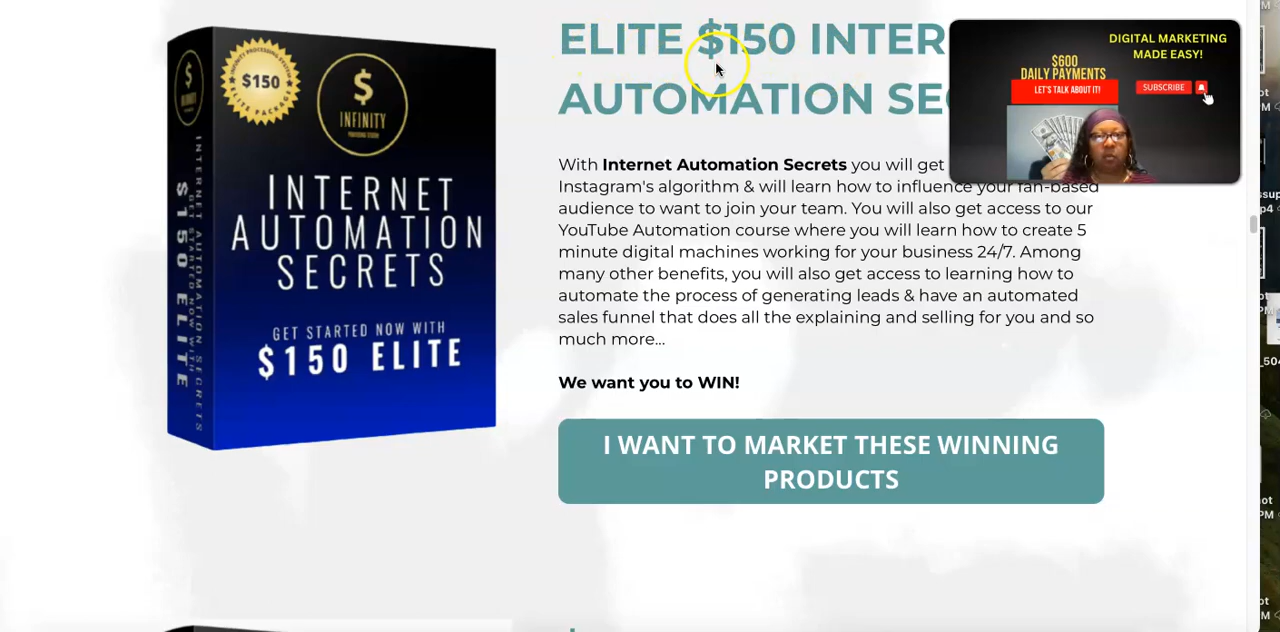 ELITE $150 INTER
AUTOMATION SE
With Internet Automation Secrets you will get
Instagram's algorithm & will learn how to influence your fan-based
audience to want to join your team. You will also get access to our
YouTube Automation course where you will learn how to create 5
minute digital machines working for your business 24/7. Among
many other benefits, you will also get access to learning how to
automate the process of generating leads & have an automated
sales funnel that does all the explaining and selling for you and so
much more...
We want you to WIN!
I WANT TO MARKET THESE WINNING
PRODUCTS
$150
$
INFINITY
INTERNET
AUTOMATION
SECRETS
GET STARTED NOW WITH
$150 ELITE
INTERNET AUTOMATION SECRETS
GET STARTED NOW WITH
$150 ELITE
DIGITAL MARKETING
MADE EASY!
$600
DAILY PAYMENTS
LET'S TALK ABOUT IT!
SUBSCRIBE